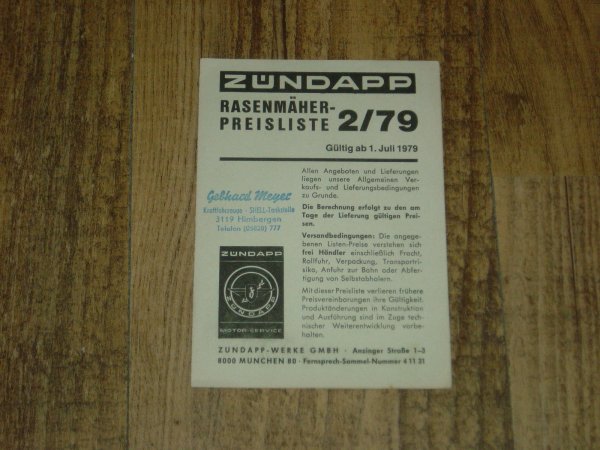 ZÜNDAPP
RASENMÄHER-
PREISLISTE 2/79
Gültig ab 1. Juli 1979
Allen Angeboten und Lieferungen
liegen unsere Allgemeinen Ver-
kaufs- und Lieferungsbedingungen
zu Grunde.
Die Berechnung erfolgt zu den am
Tage der Lieferung gültigen Prei-
sen.
Versandbedingungen: Die angege-
benen Listen-Preise verstehen sich
frei Händler einschließlich Fracht,
Rollfuhr, Verpackung, Transportri-
siko, Anfuhr zur Bahn oder Abfer-
tigung von Selbstabholern.
Mit dieser Preisliste verlieren frühere
Preisvereinbarungen ihre Gültigkeit.
Produktänderungen in Konstruktion
und Ausführung sind im Zuge tech-
nischer Weiterentwicklung vorbe-
halten.
Gebhard Meyer
Kraftfahrzeuge · SHELL-Tankstelle
3119 Himbergen
Telefon (05828) 777
ZÜNDAPP
ZÜNDAPP
MOTOR-SERVICE
ZÜNDAPP-WERKE GMBH · Anzinger Straße 1-3
8000 MÜNCHEN 80 · Fernsprech-Sammel-Nummer 4 11 31